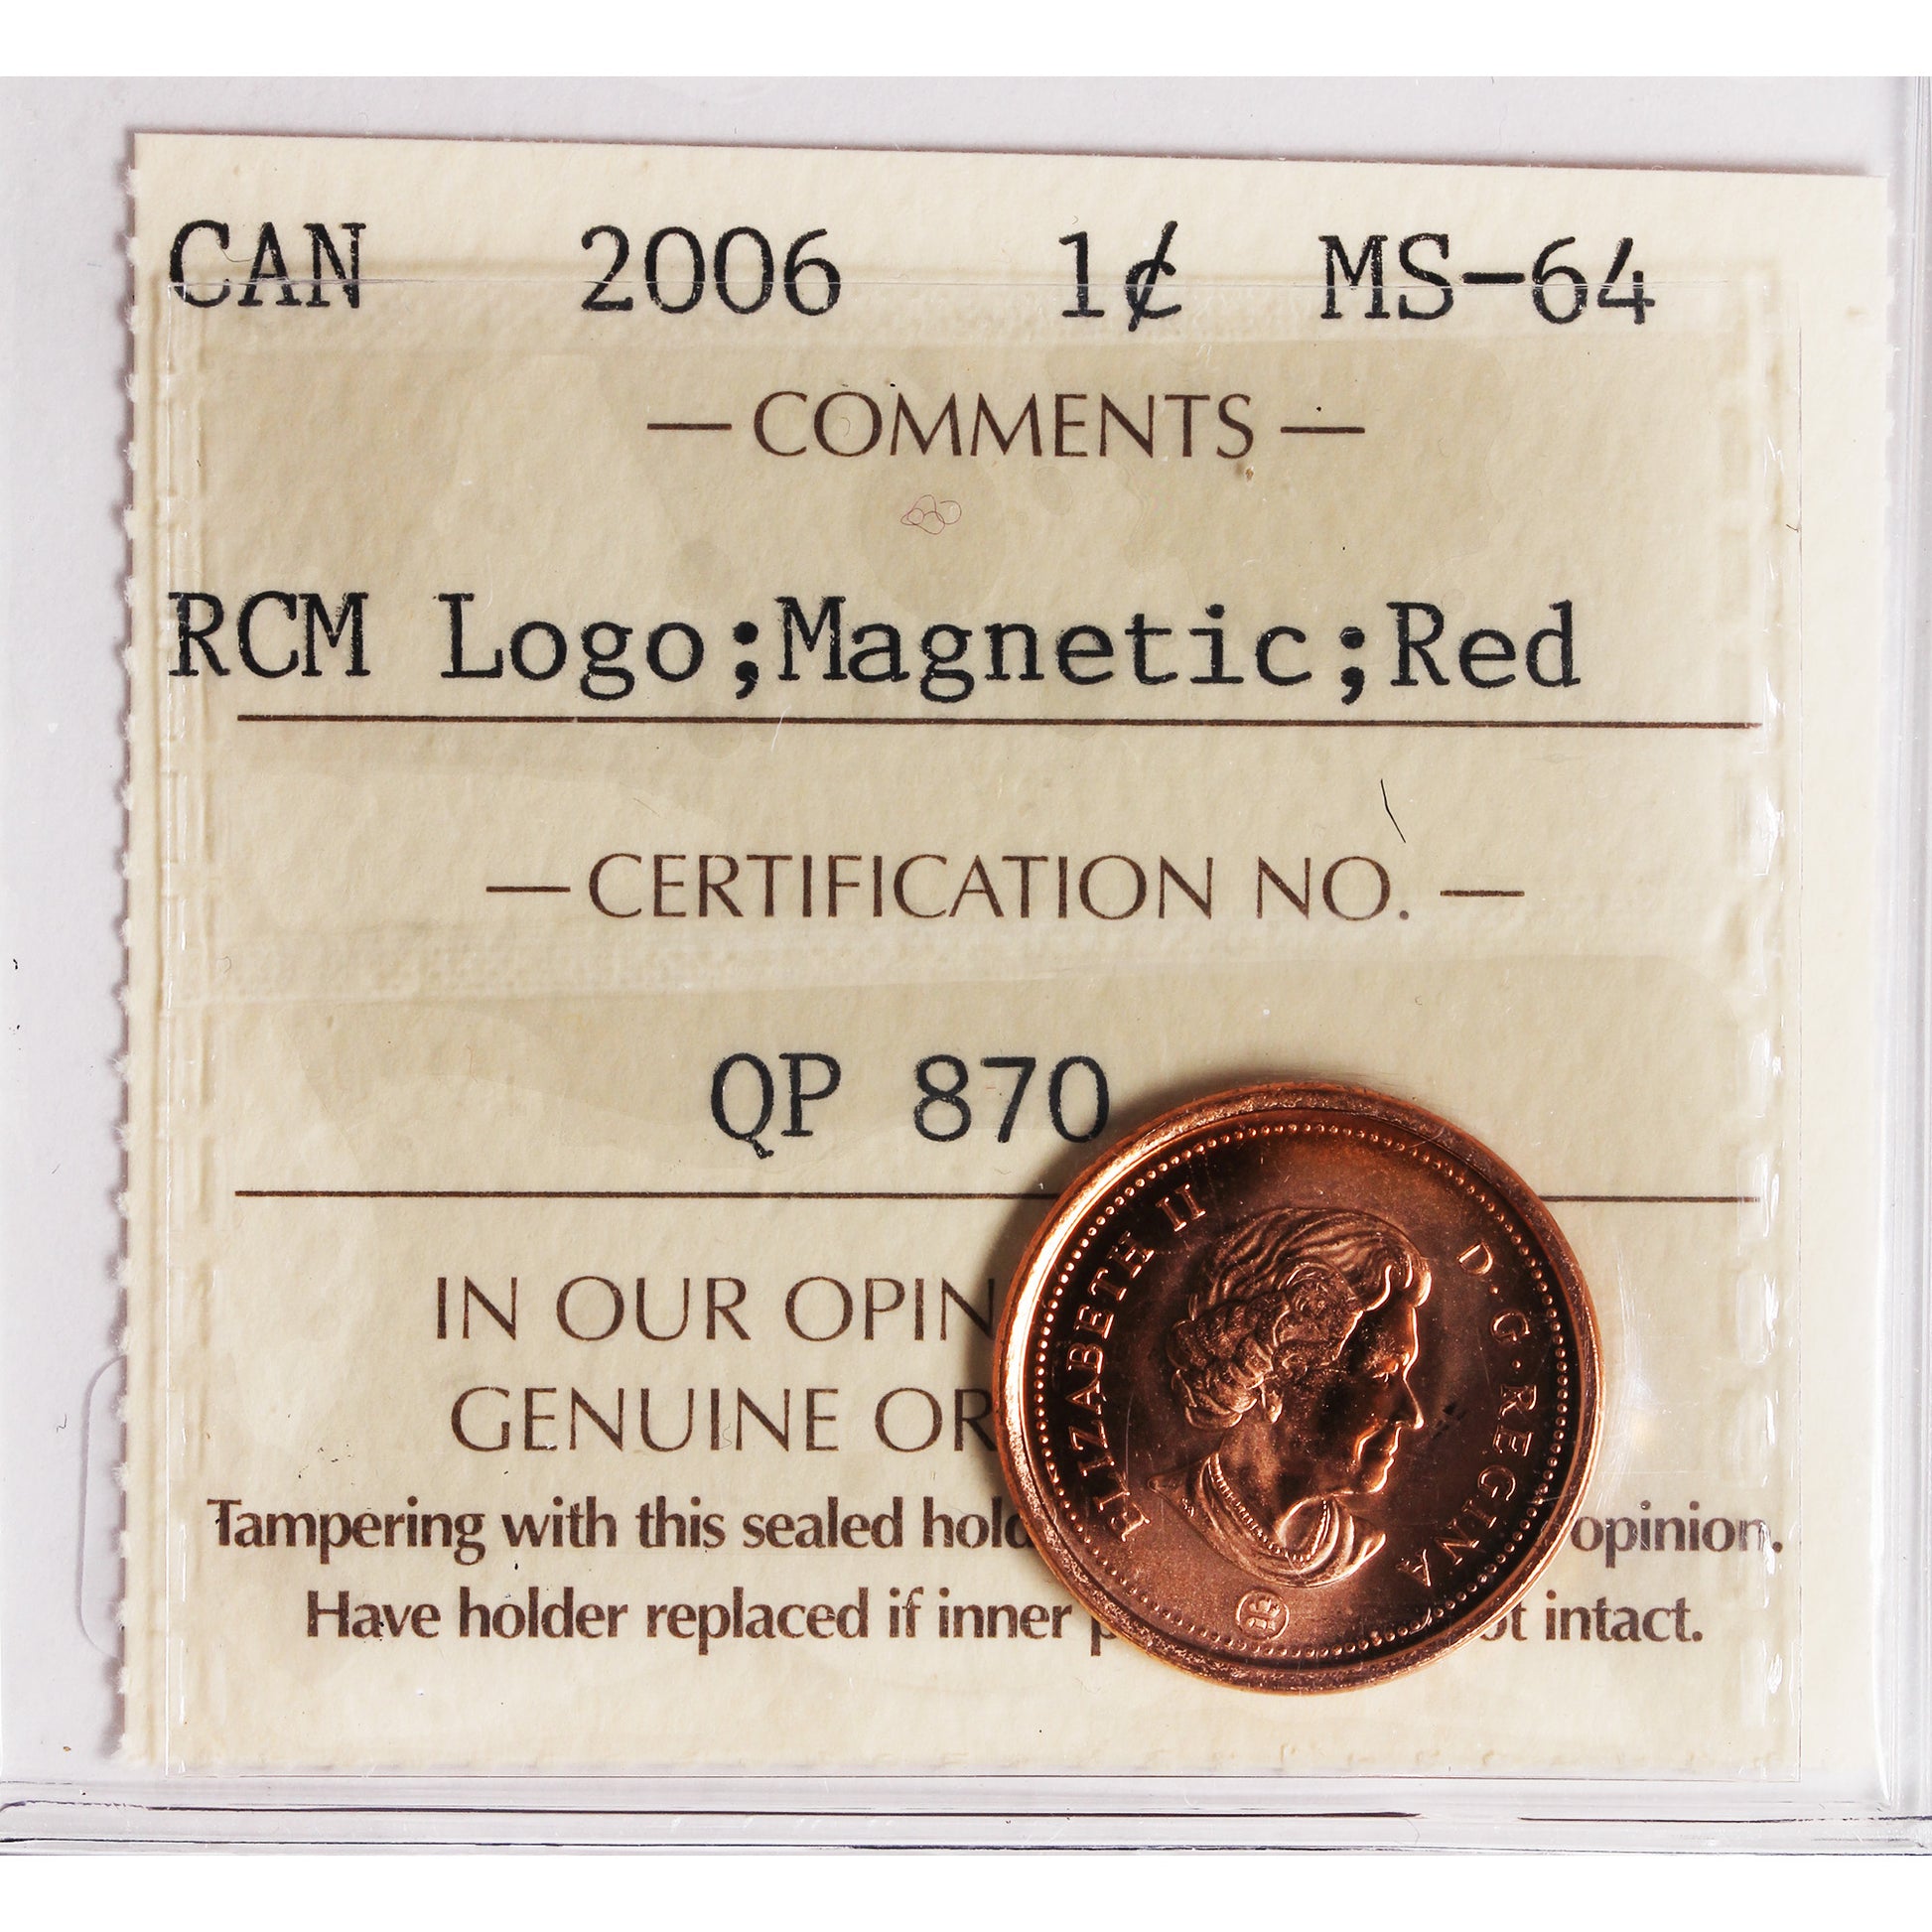 CAN 2006 1¢ MS-64
— COMMENTS —
RCM Logo;Magnetic;Red
— CERTIFICATION NO. —
QP 870
IN OUR OPIN
GENUINE OR
Tampering with this sealed hold opinion.
Have holder replaced if inner p ot intact.
ELIZABETH II D·G·REGINA